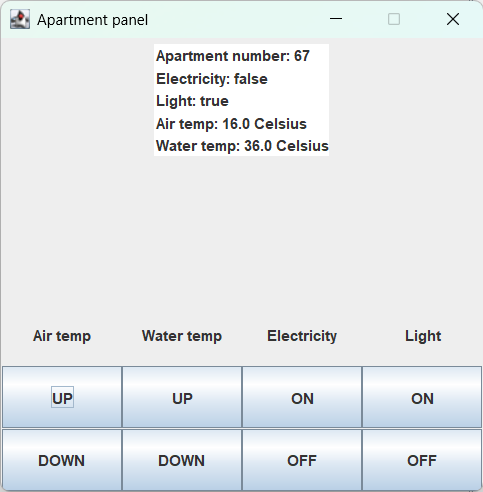 Apartment panel
Apartment number: 67
Electricity: false
Light: true
Air temp: 16.0 Celsius
Water temp: 36.0 Celsius
Air temp Water temp Electricity Light
UP UP ON ON
DOWN DOWN OFF OFF